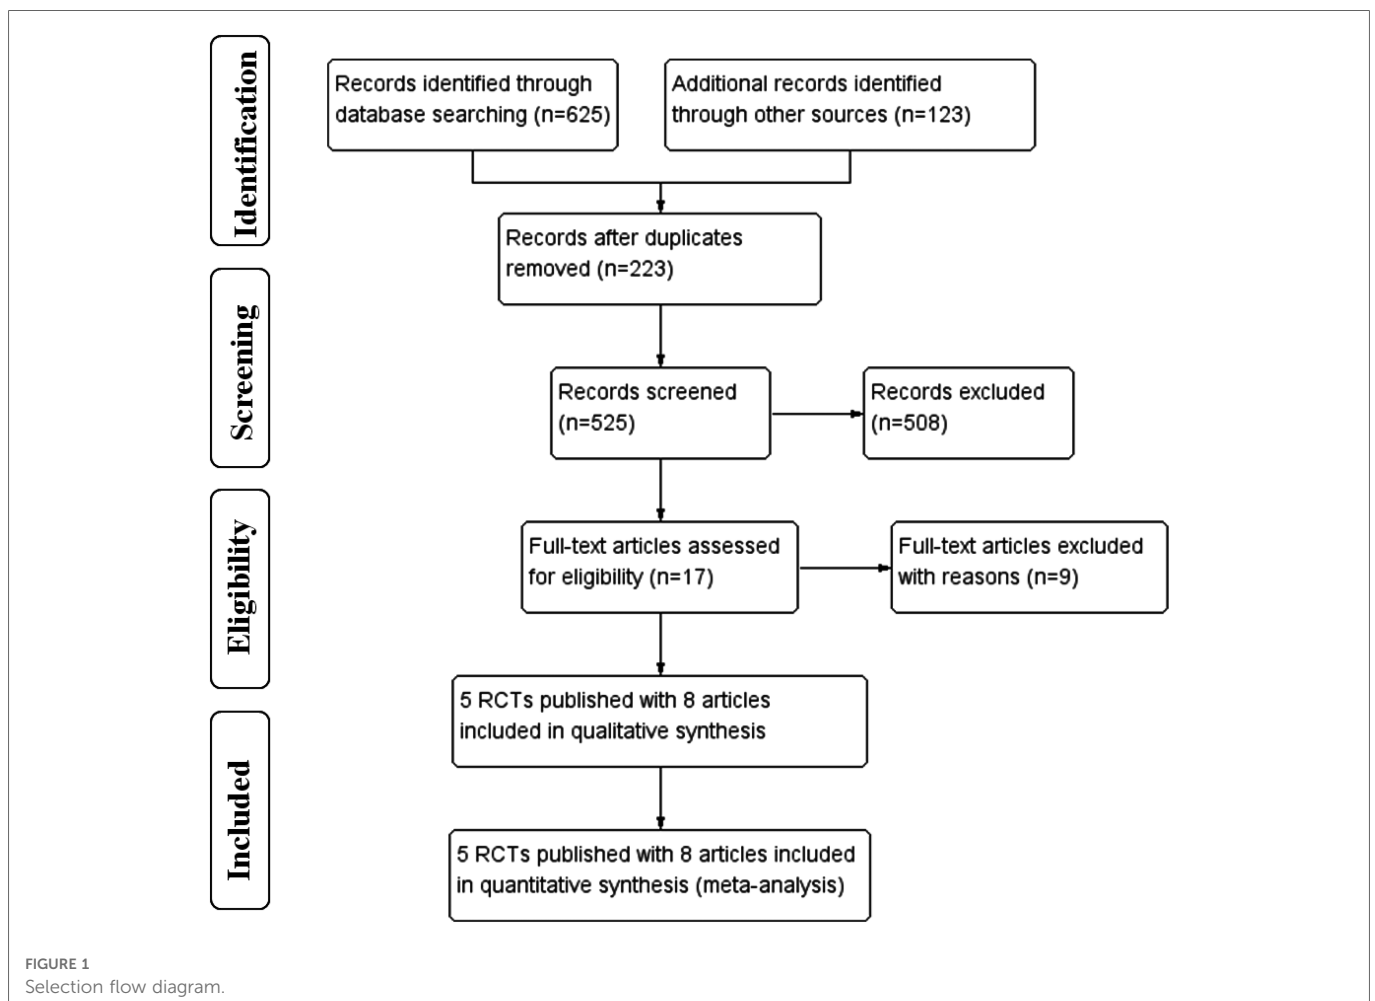 Identification
Records identified through
database searching (n=625)
Additional records identified
through other sources (n=123)
Records after duplicates
removed (n=223)
Screening
Records screened
(n=525)
Records excluded
(n=508)
Eligibility
Full-text articles assessed
for eligibility (n=17)
Full-text articles excluded
with reasons (n=9)
5 RCTs published with 8 articles
included in qualitative synthesis
Included
5 RCTs published with 8 articles included
in quantitative synthesis (meta-analysis)
FIGURE 1
Selection flow diagram.